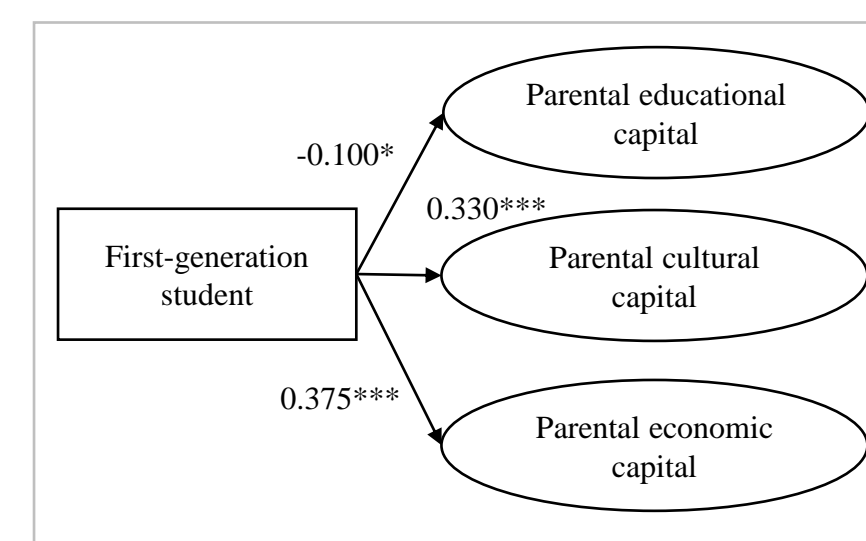 Parental educational
capital
-0.100*
0.330***
First-generation
student
Parental cultural
capital
0.375***
Parental economic
capital